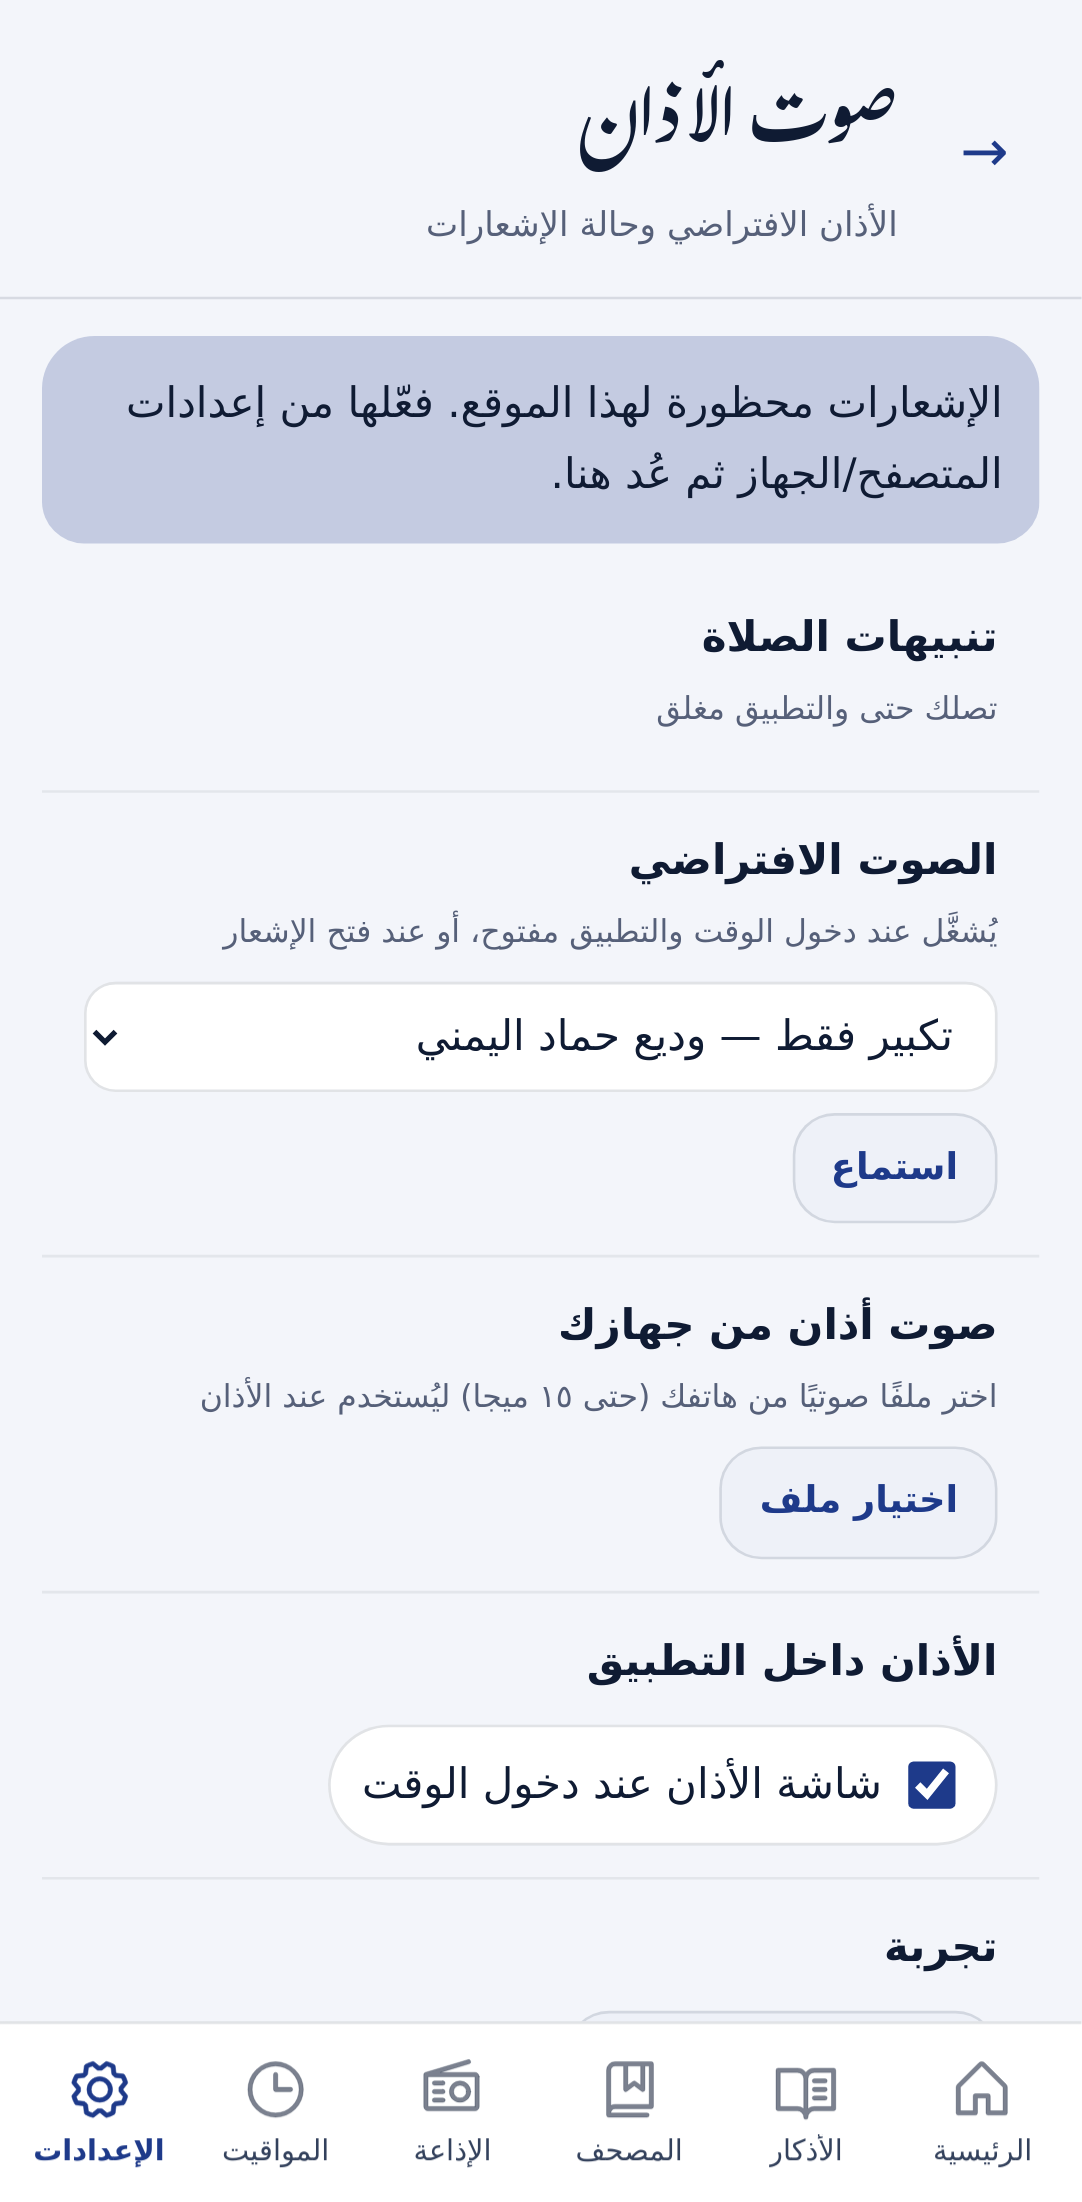 صوت الأذان
الأذان الافتراضي وحالة الإشعارات
الإشعارات محظورة لهذا الموقع. فعّلها من إعدادات
المتصفح/الجهاز ثم عُد هنا.
تنبيهات الصلاة
تصلك حتى والتطبيق مغلق
الصوت الافتراضي
يُشغَّل عند دخول الوقت والتطبيق مفتوح، أو عند فتح الإشعار
تكبير فقط — وديع حماد اليمني
استماع
صوت أذان من جهازك
اختر ملفًا صوتيًا من هاتفك (حتى ١٥ ميجا) ليُستخدم عند الأذان
اختيار ملف
الأذان داخل التطبيق
شاشة الأذان عند دخول الوقت
تجربة
الرئيسية
الأذكار
المصحف
الإذاعة
المواقيت
الإعدادات